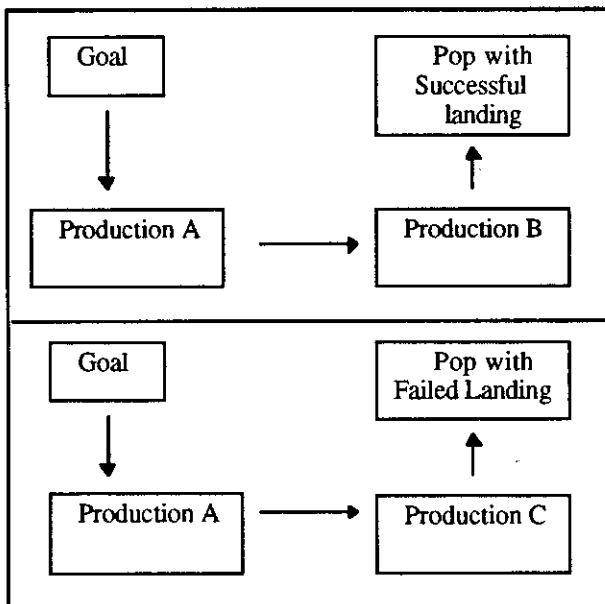 Goal
Pop with
Successful
landing
Production A
Production B
Goal
Pop with
Failed Landing
Production A
Production C